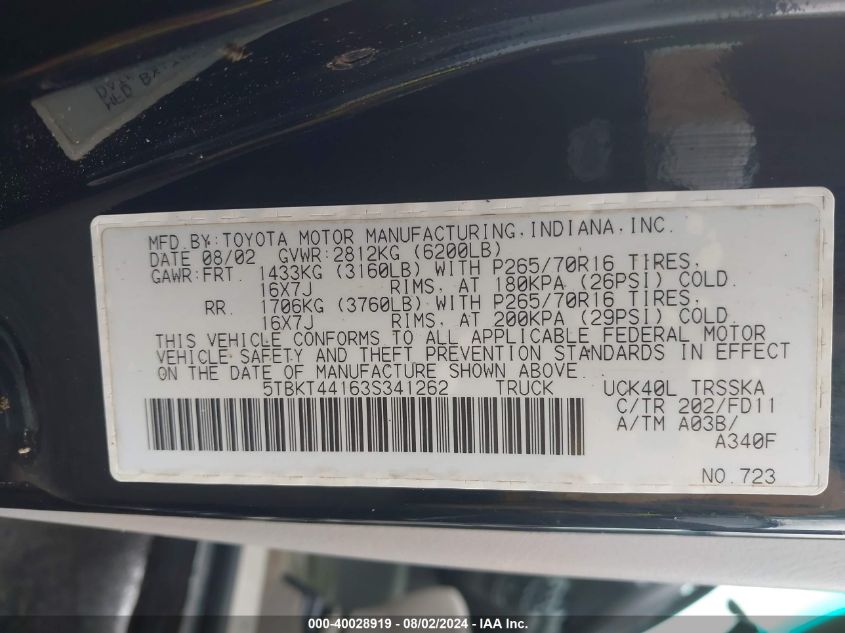 MFD.BY:TOYOTA MOTOR MANUFACTURING,INDIANA,INC.
DATE 08/02 GVWR:2812KG (6200LB)
GAWR:FRT. 1433KG (3160LB) WITH P265/70R16 TIRES,
16X7J RIMS, AT 180KPA (26PSI) COLD.
RR 1706KG (3760LB) WITH P265/70R16 TIRES,
16X7J RIMS, AT 200KPA (29PSI) COLD.
THIS VEHICLE CONFORMS TO ALL APPLICABLE FEDERAL MOTOR
VEHICLE SAFETY AND THEFT PREVENTION STANDARDS IN EFFECT
ON THE DATE OF MANUFACTURE SHOWN ABOVE.
5TBKT44163S341262 TRUCK UCK40L TRSSKA
C/TR 202/FD11
A/TM A03B/
A340F
NO.723
000-40028919 - 08/02/2024 - IAA Inc.